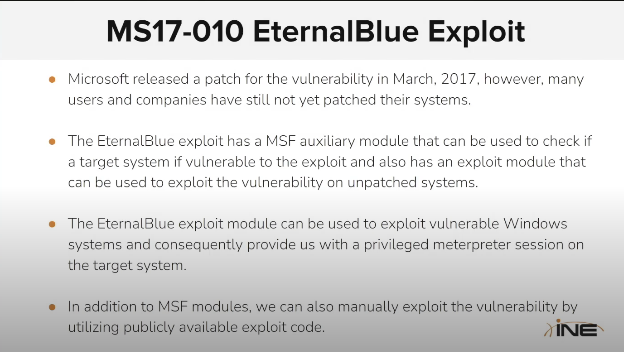 MS17-010 EternalBlue Exploit
Microsoft released a patch for the vulnerability in March, 2017, however, many
users and companies have still not yet patched their systems.
The EternalBlue exploit has a MSF auxiliary module that can be used to check if
a target system if vulnerable to the exploit and also has an exploit module that
can be used to exploit the vulnerability on unpatched systems.
The EternalBlue exploit module can be used to exploit vulnerable Windows
systems and consequently provide us with a privileged meterpreter session on
the target system.
In addition to MSF modules, we can also manually exploit the vulnerability by
utilizing publicly available exploit code.
INE